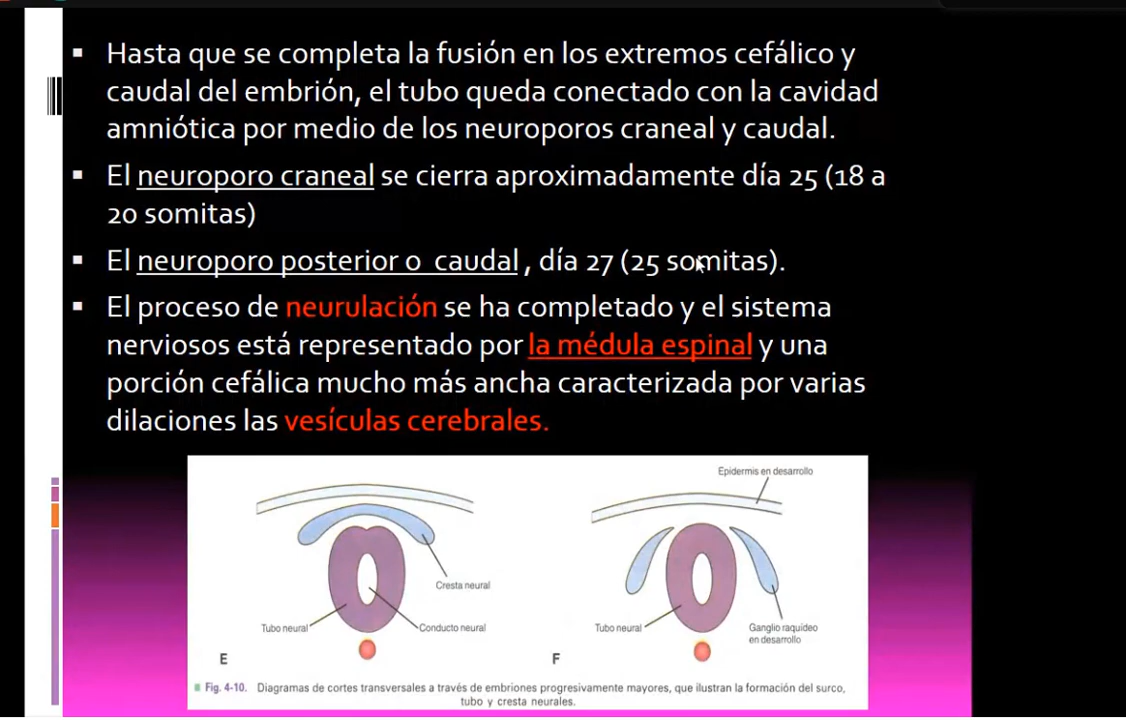 ▪ Hasta que se completa la fusión en los extremos cefálico y
caudal del embrión, el tubo queda conectado con la cavidad
amniótica por medio de los neuroporos craneal y caudal.
▪ El neuroporo craneal se cierra aproximadamente día 25 (18 a
20 somitas)
▪ El neuroporo posterior o  caudal , día 27 (25 somitas).
▪ El proceso de neurulación se ha completado y el sistema
nerviosos está representado por la médula espinal y una
porción cefálica mucho más ancha caracterizada por varias
dilaciones las vesículas cerebrales.
Cresta neural
Tubo neural
Conducto neural
E
Epidermis en desarrollo
Tubo neural
Ganglio raquídeo
en desarrollo
F
Fig. 4-10. Diagramas de cortes transversales a través de embriones progresivamente mayores, que ilustran la formación del surco,
tubo y cresta neurales.